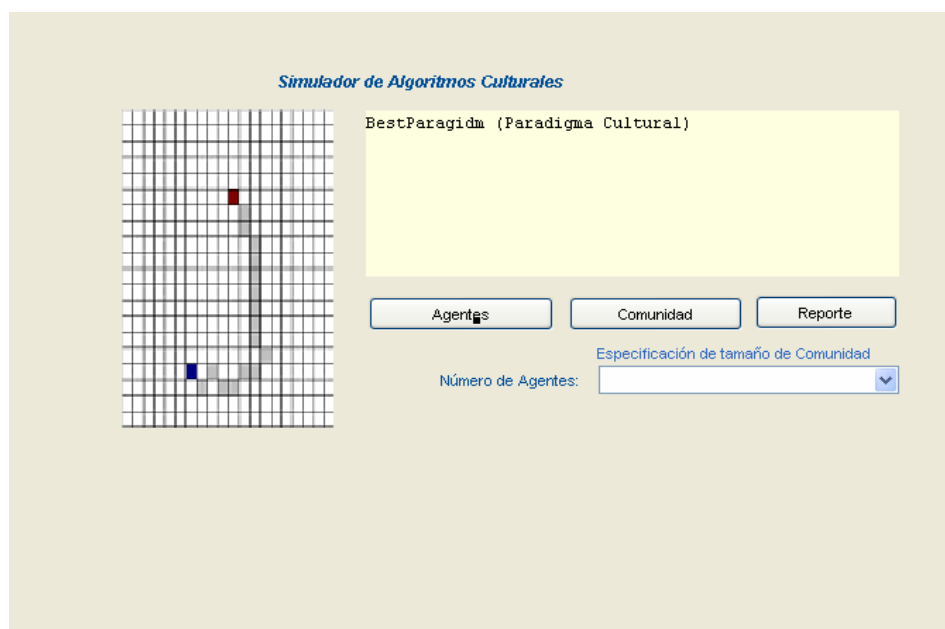 Simulador de Algoritmos Culturales
BestParagidm (Paradigma Cultural)
Agentes
Comunidad
Reporte
Especificación de tamaño de Comunidad
Número de Agentes: